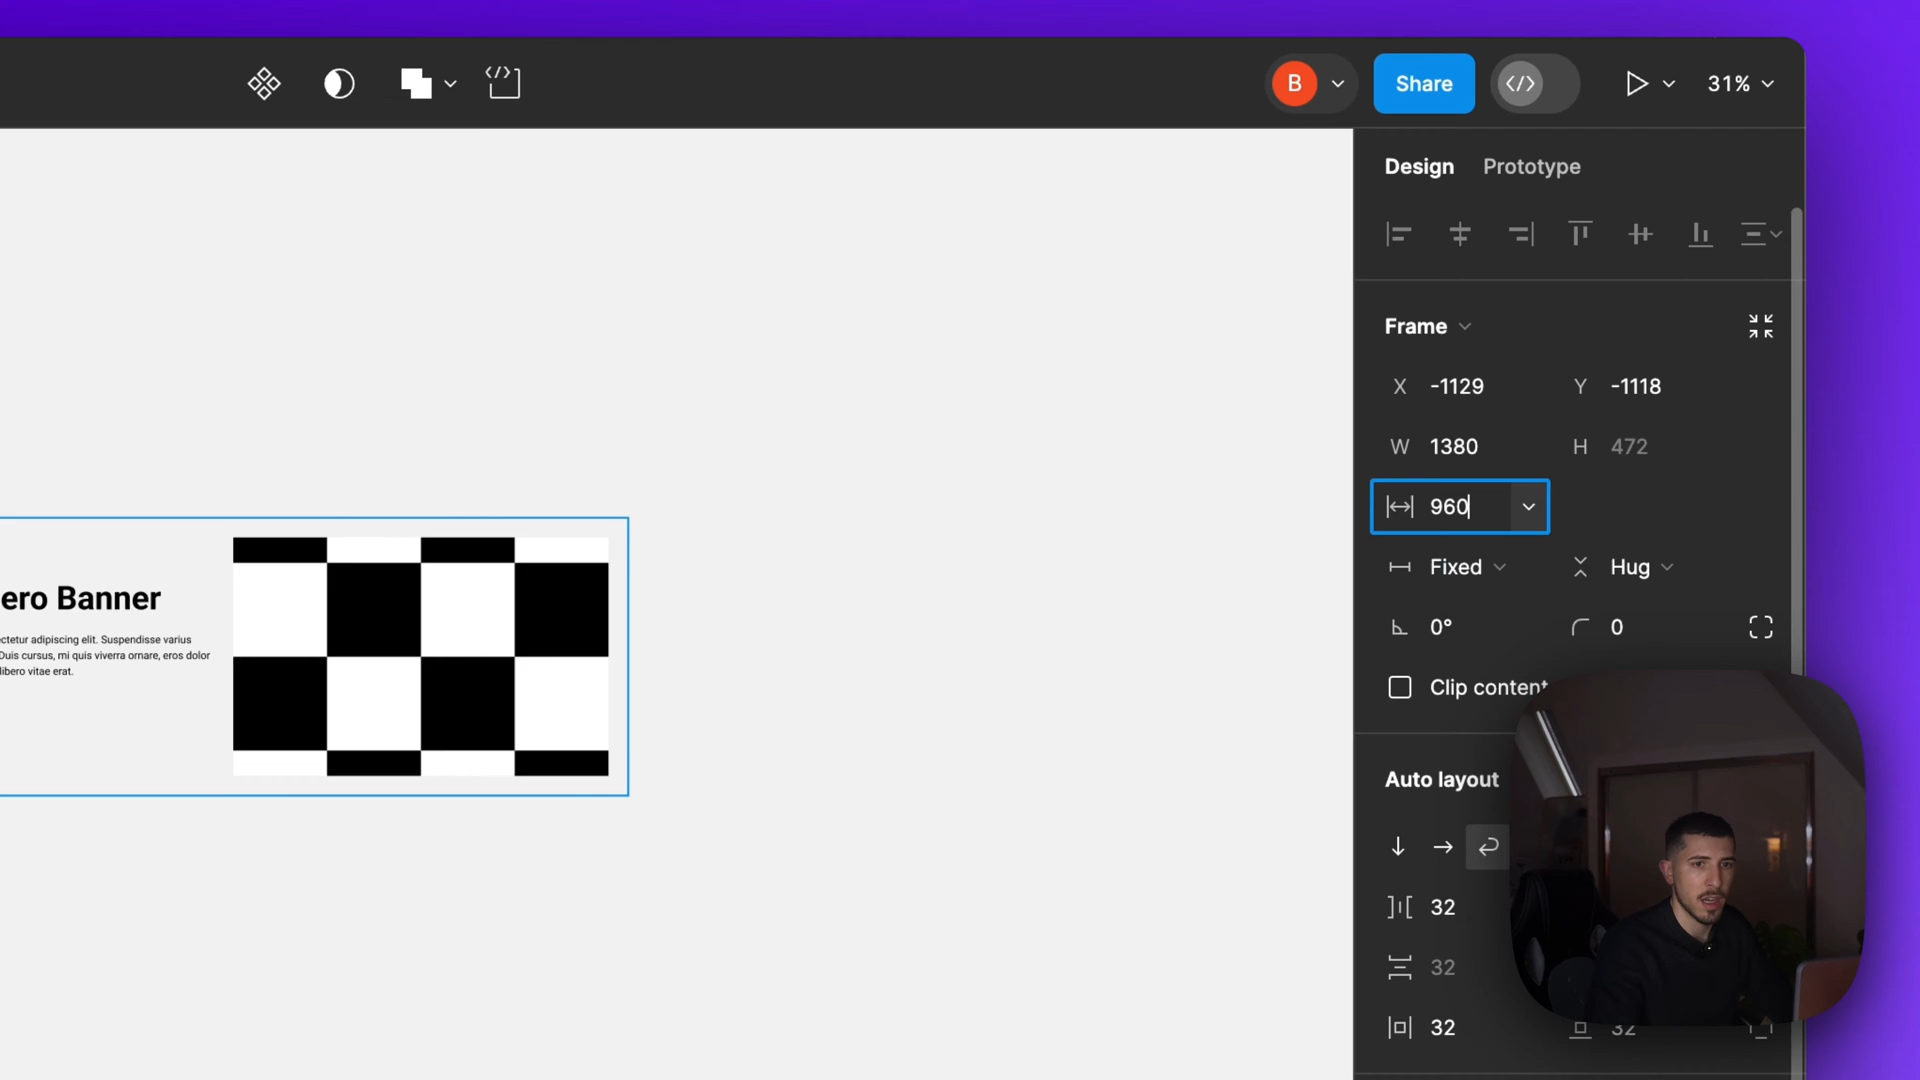 B
Share
31%
Design
Prototype
Frame
X -1129
Y -1118
W 1380
H 472
960
Fixed
Hug
0°
0
Clip content
Auto layout
32
32
32
32
ero Banner
ectetur adipiscing elit. Suspendisse varius
Duis cursus, mi quis viverra ornare, eros dolor
libero vitae erat.